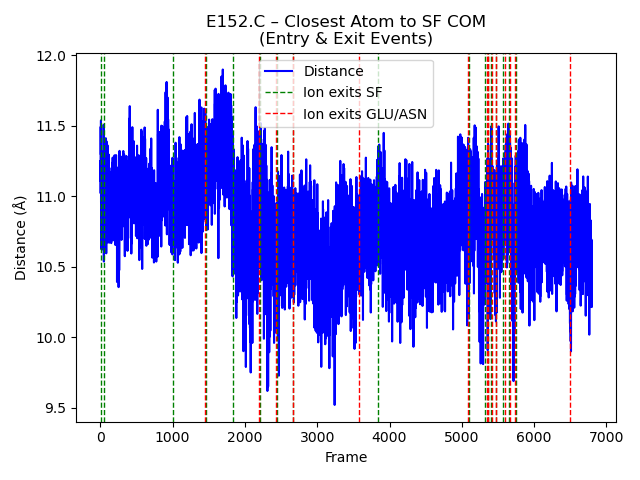 E152.C – Closest Atom to SF COM
(Entry & Exit Events)
12.0
11.5
11.0
10.5
10.0
9.5
Distance (Å)
Distance
Ion exits SF
Ion exits GLU/ASN
0
1000
2000
3000
4000
5000
6000
7000
Frame